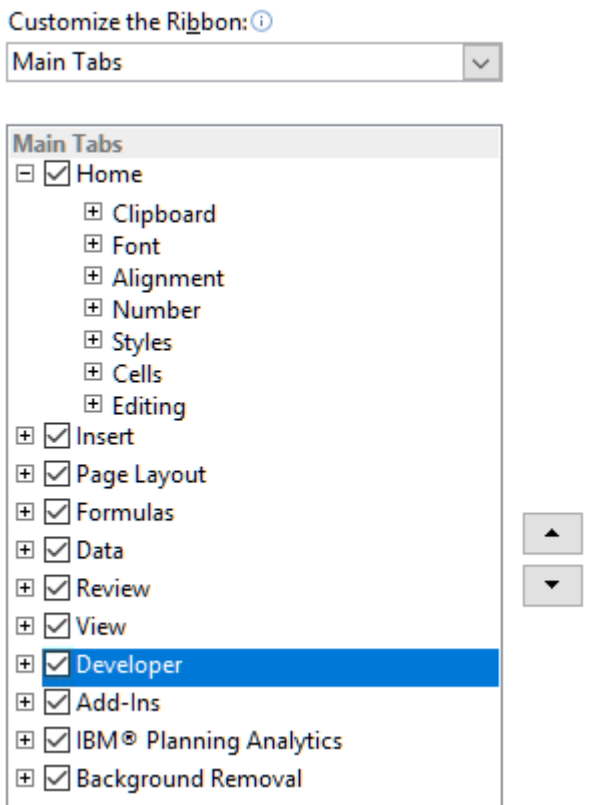 Customize the Ribbon:
Main Tabs
Main Tabs
Home
Clipboard
Font
Alignment
Number
Styles
Cells
Editing
Insert
Page Layout
Formulas
Data
Review
View
Developer
Add-Ins
IBM® Planning Analytics
Background Removal